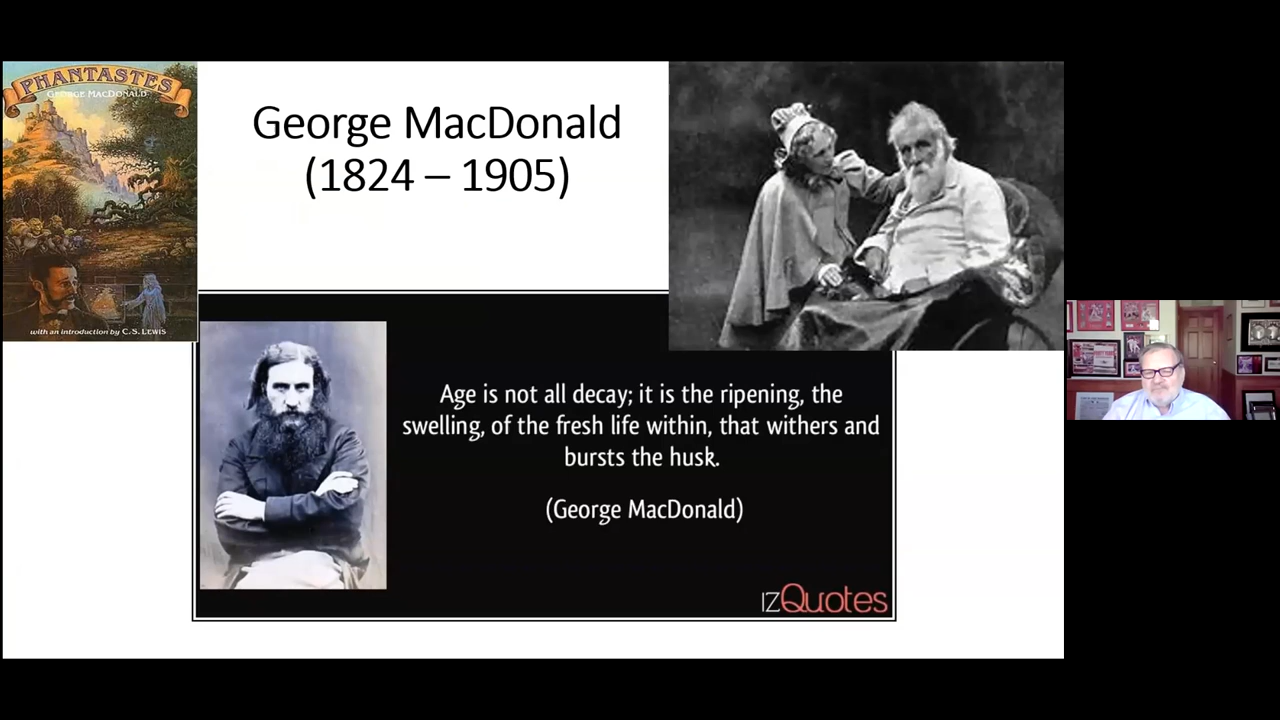 PHANTASTES
GEORGE MACDONALD
with an introduction by C. S. LEWIS
George MacDonald
(1824 – 1905)
Age is not all decay; it is the ripening, the
swelling, of the fresh life within, that withers and
bursts the husk.
(George MacDonald)
IZQuotes